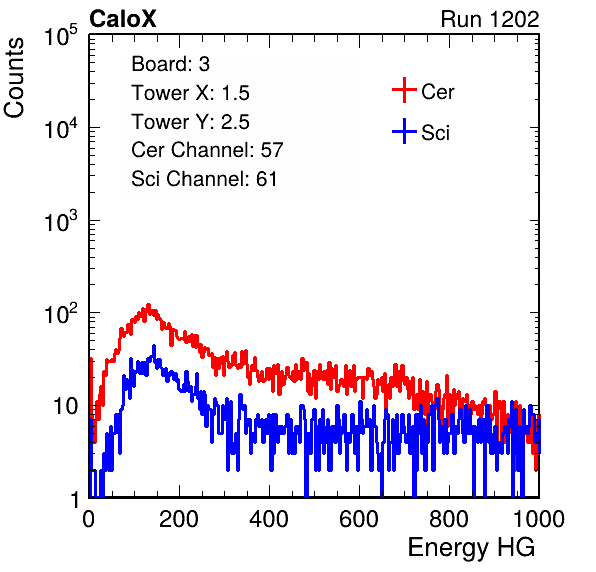 CaloX Run 1202
Counts
Board: 3
Tower X: 1.5
Tower Y: 2.5
Cer Channel: 57
Sci Channel: 61
Cer
Sci
10^5
10^4
10^3
10^2
10
1
0 200 400 600 800 1000
Energy HG